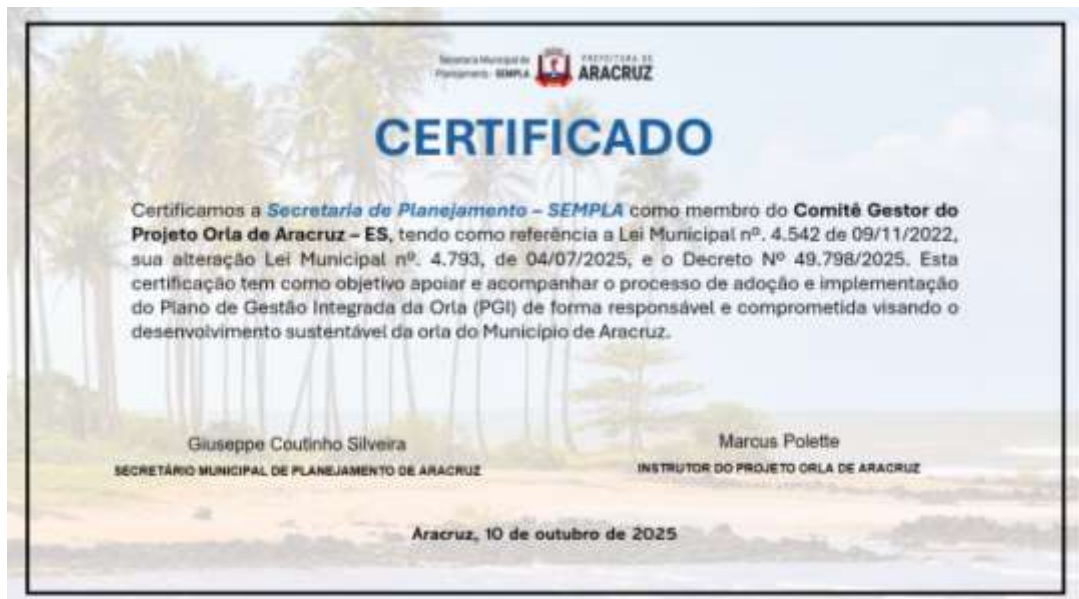 Secretaria Municipal de
Planejamento - SEMPLA
PREFEITURA DE
ARACRUZ
CERTIFICADO
Certificamos a Secretaria de Planejamento – SEMPLA como membro do Comitê Gestor do
Projeto Orla de Aracruz – ES, tendo como referência a Lei Municipal nº. 4.542 de 09/11/2022,
sua alteração Lei Municipal nº. 4.793, de 04/07/2025, e o Decreto Nº 49.798/2025. Esta
certificação tem como objetivo apoiar e acompanhar o processo de adoção e implementação
do Plano de Gestão Integrada da Orla (PGI) de forma responsável e comprometida visando o
desenvolvimento sustentável da orla do Município de Aracruz.
Giuseppe Coutinho Silveira
SECRETÁRIO MUNICIPAL DE PLANEJAMENTO DE ARACRUZ
Marcus Polette
INSTRUTOR DO PROJETO ORLA DE ARACRUZ
Aracruz, 10 de outubro de 2025